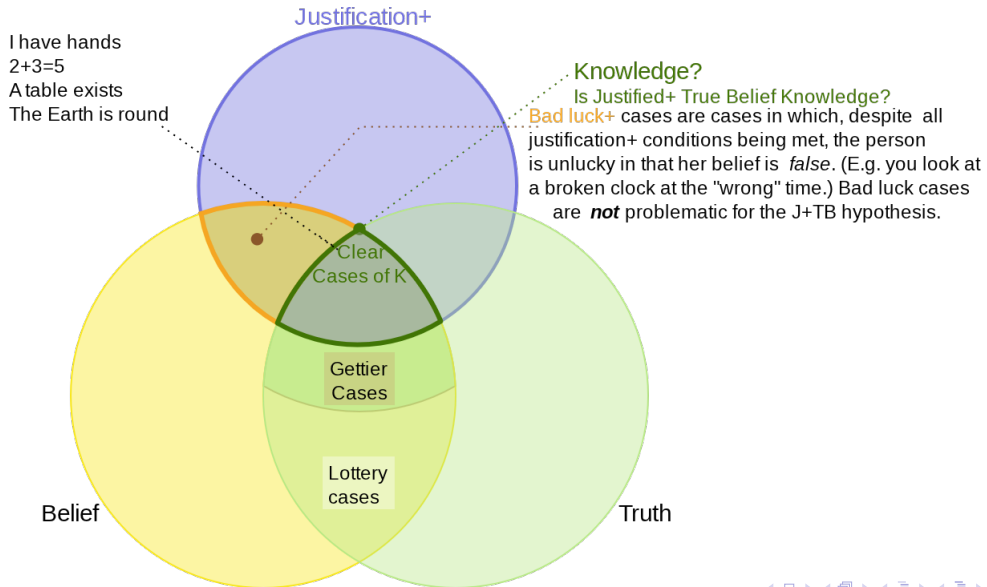 Justification+
I have hands
2+3=5
A table exists
The Earth is round
Knowledge?
Is Justified+ True Belief Knowledge?
Bad luck+ cases are cases in which, despite all
justification+ conditions being met, the person
is unlucky in that her belief is false. (E.g. you look at
a broken clock at the "wrong" time.) Bad luck cases
are not problematic for the J+TB hypothesis.
Clear
Cases of K
Gettier
Cases
Lottery
cases
Belief
Truth